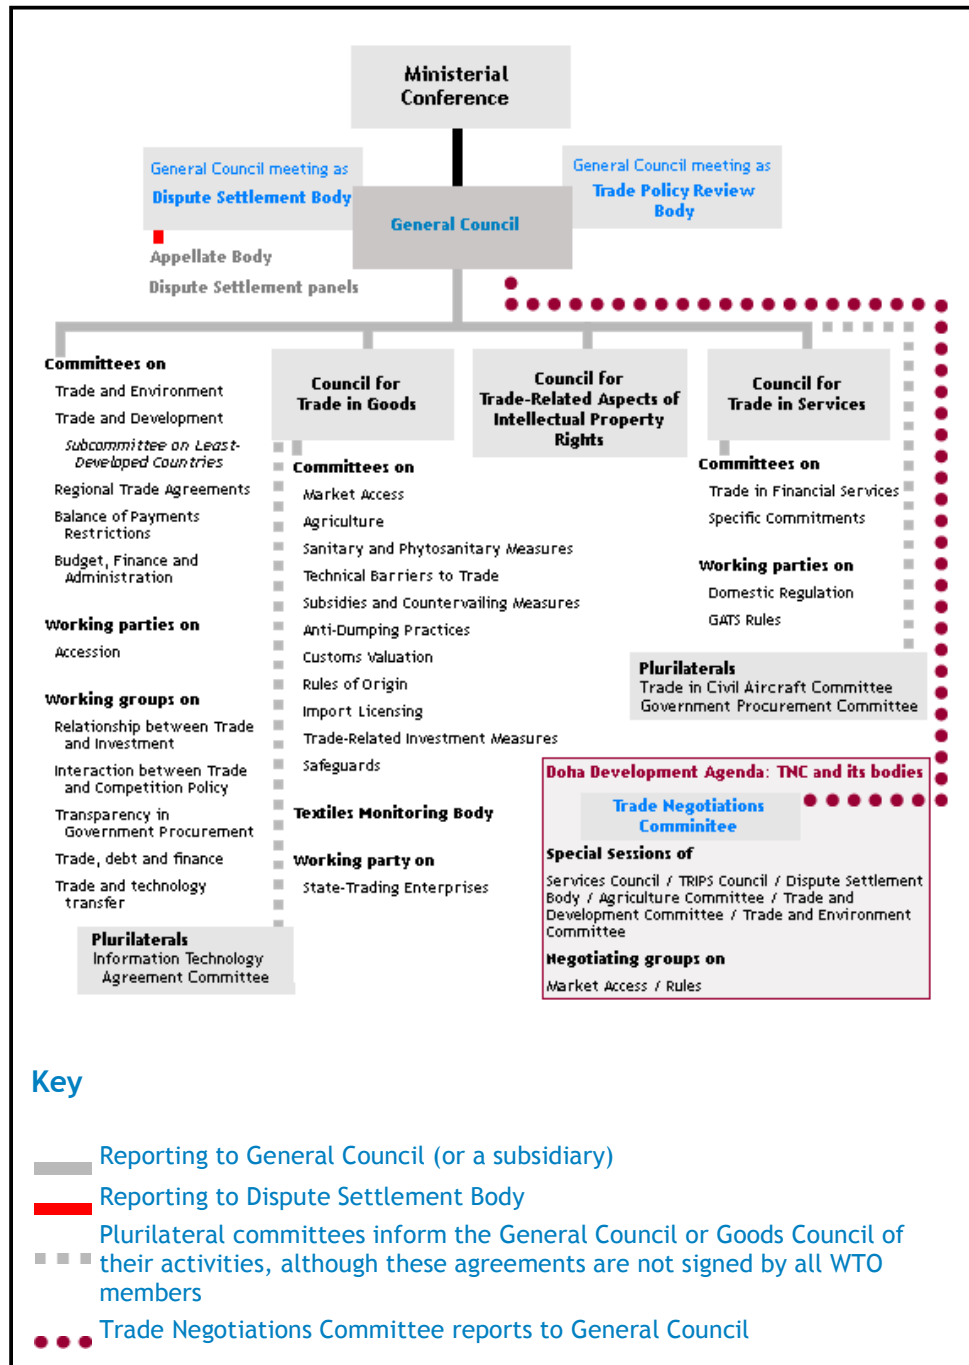 Ministerial
Conference
General Council meeting as
Dispute Settlement Body
General Council meeting as
Trade Policy Review
Body
General Council
Appellate Body
Dispute Settlement panels
Committees on
Trade and Environment
Trade and Development
Subcommittee on Least-
Developed Countries
Regional Trade Agreements
Balance of Payments
Restrictions
Budget, Finance and
Administration
Working parties on
Accession
Working groups on
Relationship between Trade
and Investment
Interaction between Trade
and Competition Policy
Transparency in
Government Procurement
Trade, debt and finance
Trade and technology
transfer
Plurilaterals
Information Technology
Agreement Committee
Council for
Trade in Goods
Committees on
Market Access
Agriculture
Sanitary and Phytosanitary Measures
Technical Barriers to Trade
Subsidies and Countervailing Measures
Anti-Dumping Practices
Customs Valuation
Rules of Origin
Import Licensing
Trade-Related Investment Measures
Safeguards
Textiles Monitoring Body
Working party on
State-Trading Enterprises
Council for
Trade-Related Aspects of
Intellectual Property
Rights
Council for
Trade in Services
Committees on
Trade in Financial Services
Specific Commitments
Working parties on
Domestic Regulation
GATS Rules
Plurilaterals
Trade in Civil Aircraft Committee
Government Procurement Committee
Doha Development Agenda: TNC and its bodies
Trade Negotiations
Comminitee
Special Sessions of
Services Council / TRIPS Council / Dispute Settlement
Body / Agriculture Committee / Trade and
Development Committee / Trade and Environment
Committee
Negotiating groups on
Market Access / Rules
Key
Reporting to General Council (or a subsidiary)
Reporting to Dispute Settlement Body
Plurilateral committees inform the General Council or Goods Council of
their activities, although these agreements are not signed by all WTO
members
Trade Negotiations Committee reports to General Council